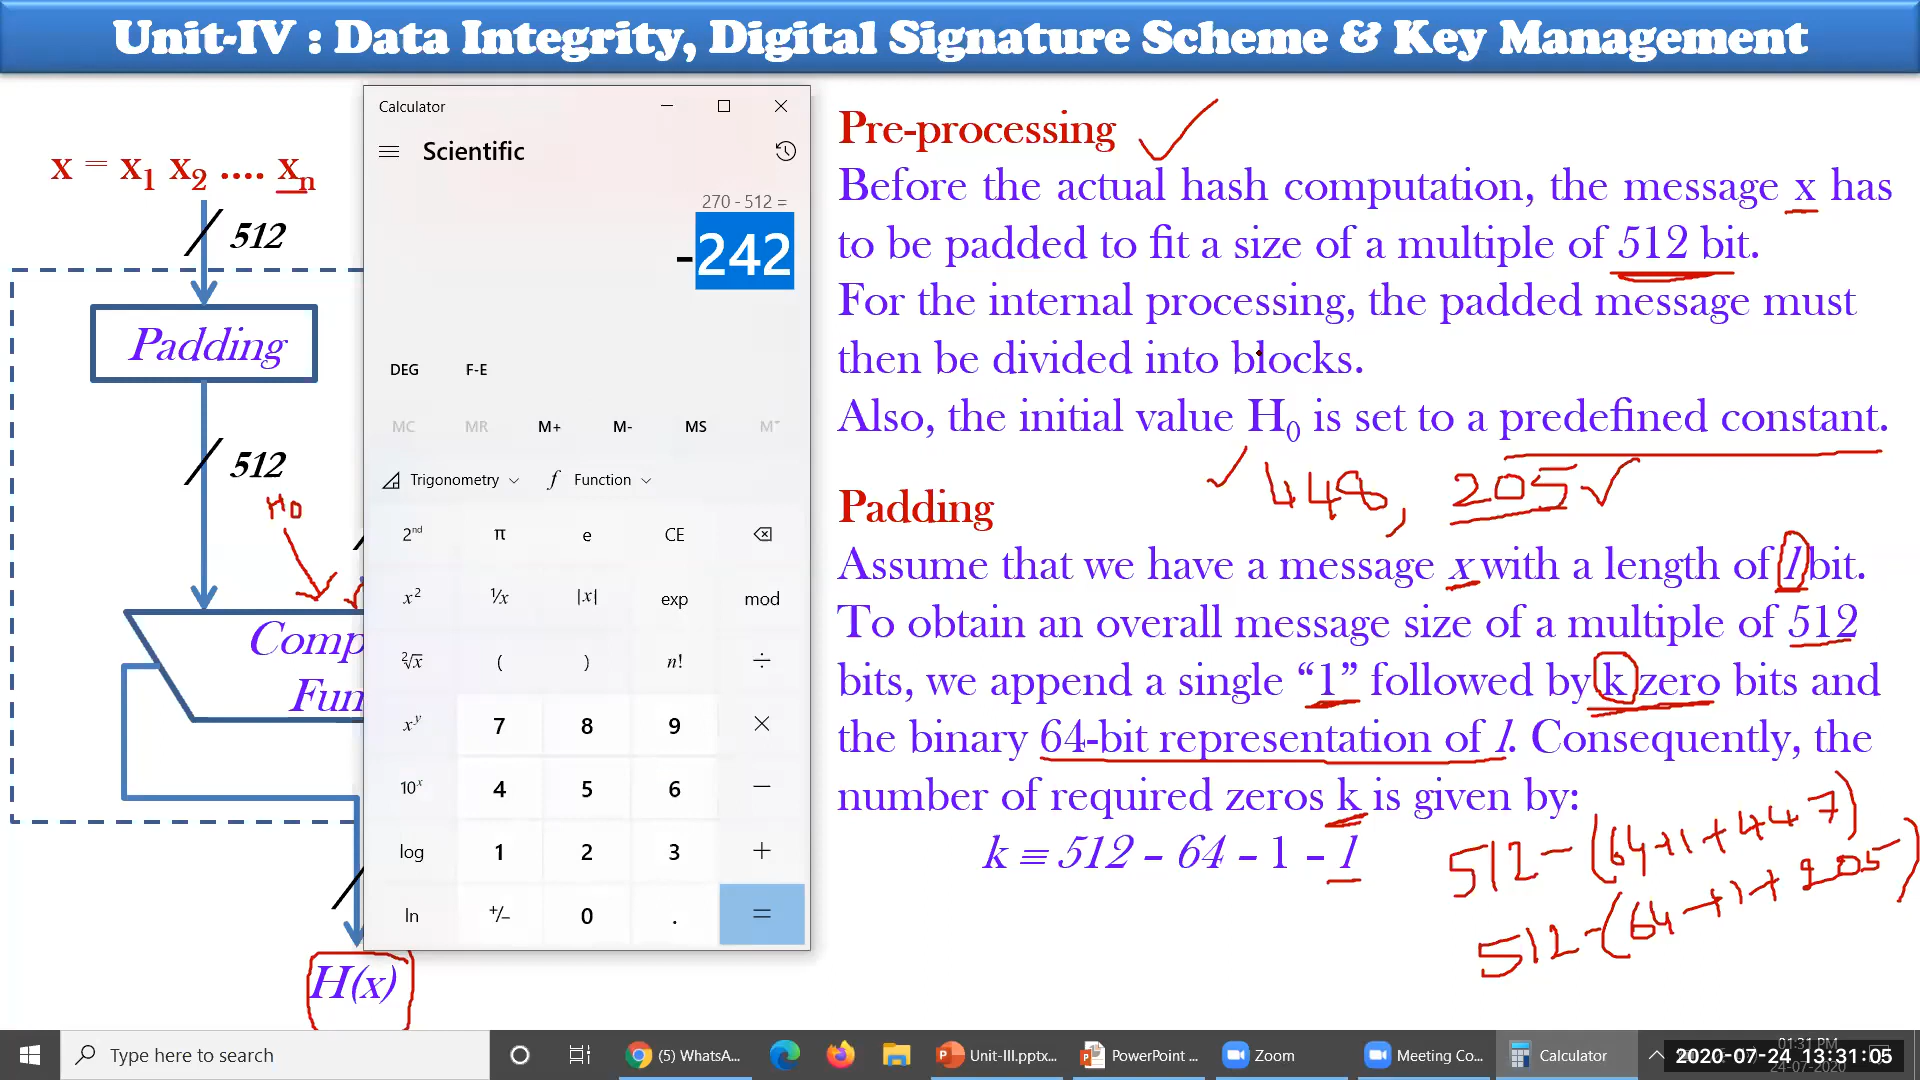 Unit-IV : Data Integrity, Digital Signature Scheme & Key Management
x = x1 x2 .... xn
512
Padding
512
H0
Comp
Fun
H(x)
Calculator
Scientific
270 - 512 =
-242
DEG F-E
MC MR M+ M- MS M˅
Trigonometry Function
2nd π e CE
x² ¹/x |x| exp mod
²√x ( ) n! ÷
xʸ 7 8 9 ×
10ˣ 4 5 6 −
log 1 2 3 +
ln +/− 0 . =
Pre-processing
Before the actual hash computation, the message x has
to be padded to fit a size of a multiple of 512 bit.
For the internal processing, the padded message must
then be divided into blocks.
Also, the initial value H0 is set to a predefined constant.
448, 205
Padding
Assume that we have a message x with a length of l bit.
To obtain an overall message size of a multiple of 512
bits, we append a single “1” followed by k zero bits and
the binary 64-bit representation of l. Consequently, the
number of required zeros k is given by:
k ≡ 512 – 64 – 1 – l
512-(64+1+447)
512-(64+1+205)
Type here to search
(5) WhatsA...
Unit-III.pptx...
PowerPoint ...
Zoom
Meeting Co...
Calculator
01:31 PM
24-07-2020
2020-07-24 13:31:05